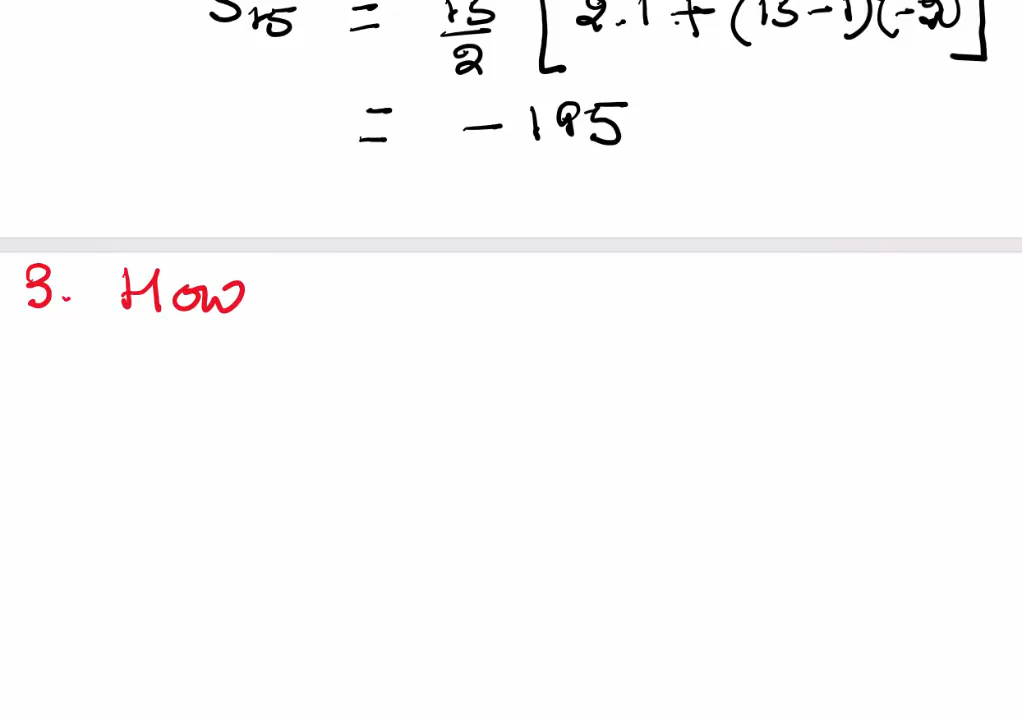 S15 = 15/2 [2.1 + (15-1)(-2)]
= -195
3. How